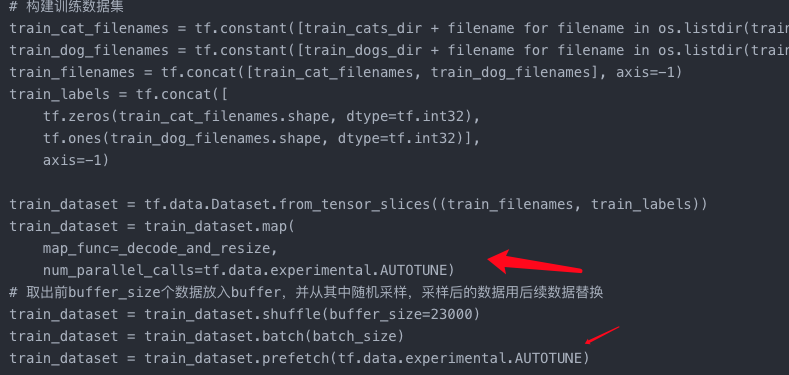 # 构建训练数据集
train_cat_filenames = tf.constant([train_cats_dir + filename for filename in os.listdir(trai
train_dog_filenames = tf.constant([train_dogs_dir + filename for filename in os.listdir(trai
train_filenames = tf.concat([train_cat_filenames, train_dog_filenames], axis=-1)
train_labels = tf.concat([
    tf.zeros(train_cat_filenames.shape, dtype=tf.int32),
    tf.ones(train_dog_filenames.shape, dtype=tf.int32)],
    axis=-1)

train_dataset = tf.data.Dataset.from_tensor_slices((train_filenames, train_labels))
train_dataset = train_dataset.map(
    map_func=_decode_and_resize,
    num_parallel_calls=tf.data.experimental.AUTOTUNE)
# 取出前buffer_size个数据放入buffer，并从其中随机采样，采样后的数据用后续数据替换
train_dataset = train_dataset.shuffle(buffer_size=23000)
train_dataset = train_dataset.batch(batch_size)
train_dataset = train_dataset.prefetch(tf.data.experimental.AUTOTUNE)